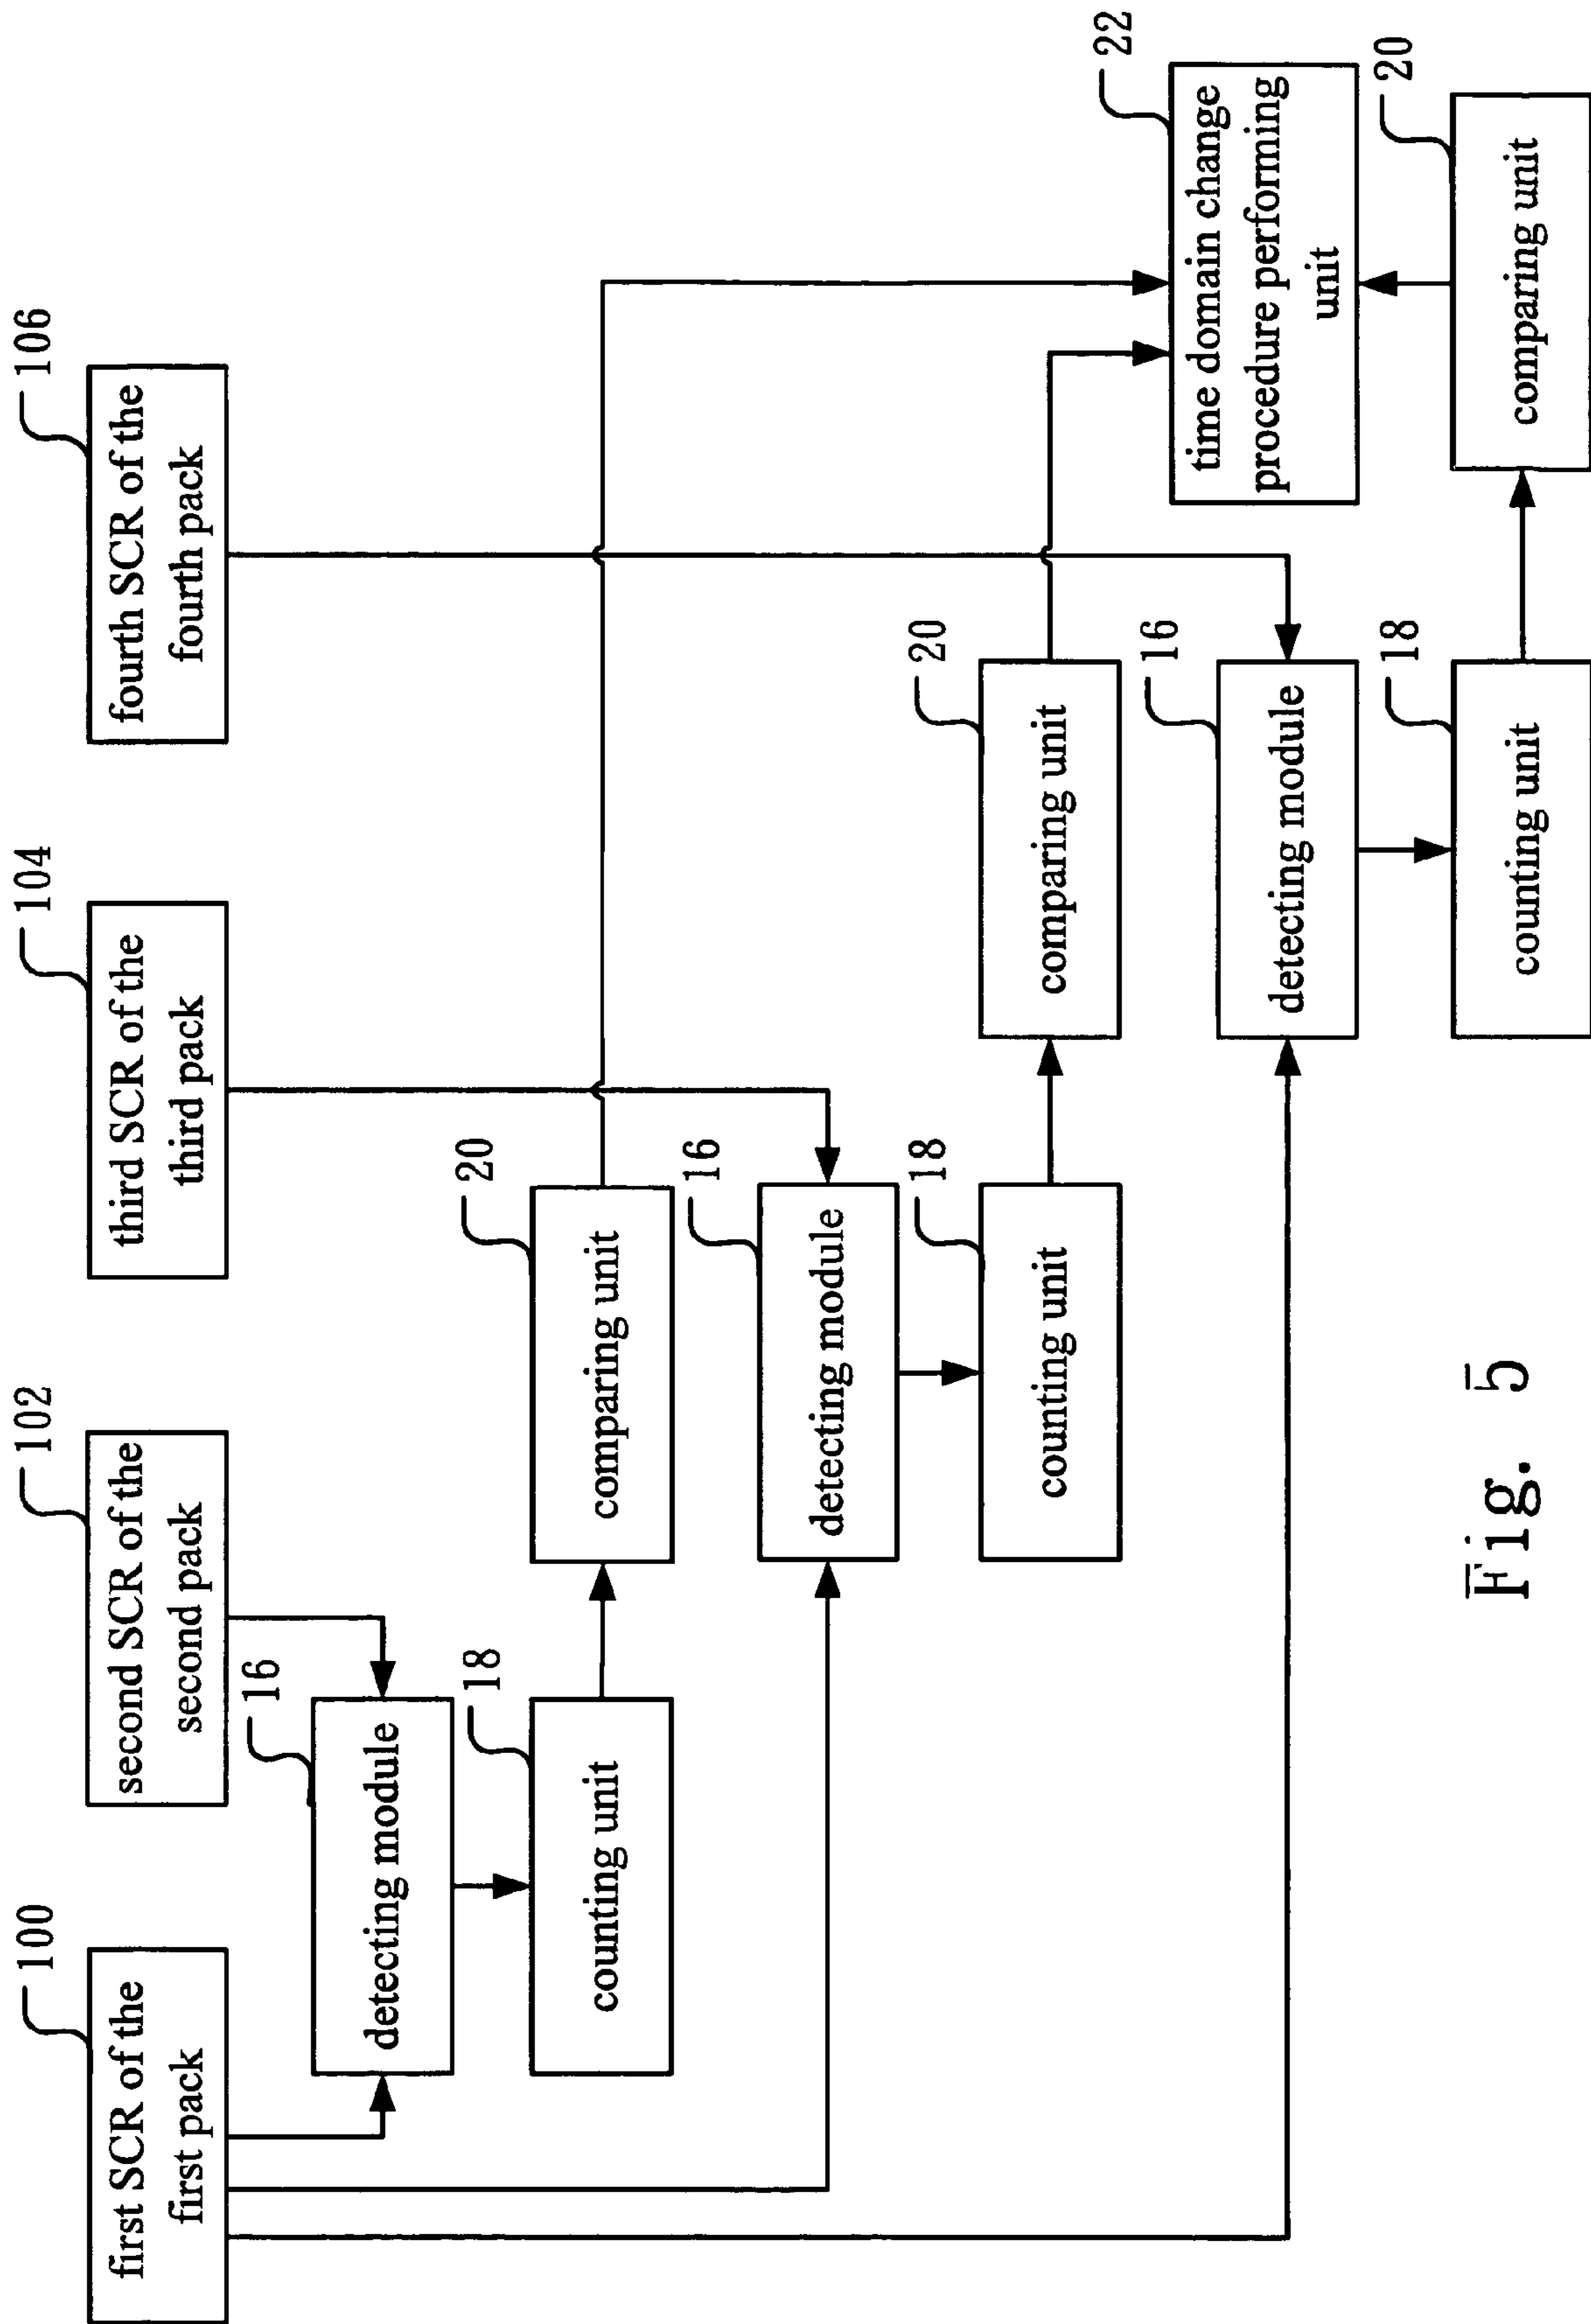 100
first SCR of the
first pack
102
second SCR of the
second pack
104
third SCR of the
third pack
106
fourth SCR of the
fourth pack
16
detecting module
18
counting unit
20
comparing unit
16
detecting module
18
counting unit
20
comparing unit
16
detecting module
18
counting unit
20
comparing unit
22
time domain change
procedure performing
unit
Fig. 5